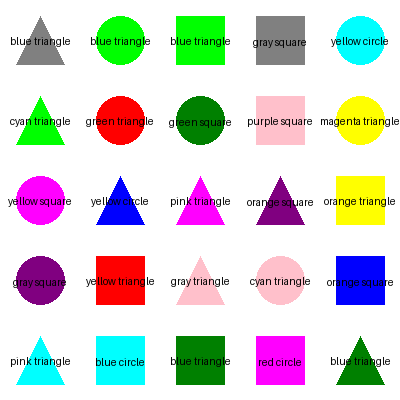 blue triangle blue triangle blue triangle gray square yellow circle
cyan triangle green triangle green square purple square magenta triangle
yellow square yellow circle pink triangle orange square orange triangle
gray square yellow triangle gray triangle cyan triangle orange square
pink triangle blue circle blue triangle red circle blue triangle